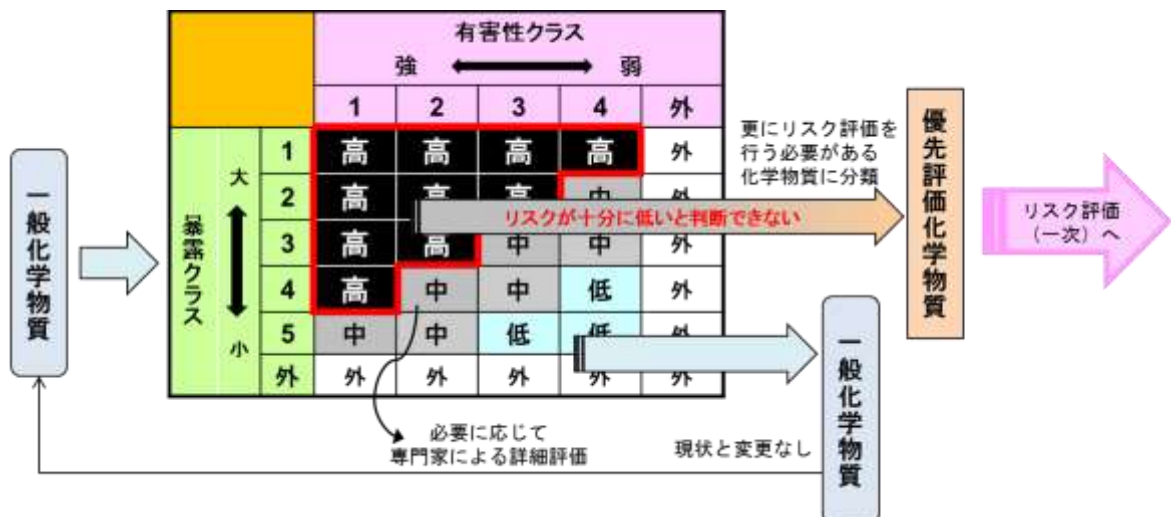 一般化学物質
有害性クラス
強 弱
1 2 3 4 外
暴露クラス
大
小
1 高 高 高 高 外
2 高 高 高 中 外
3 高 高 中 中 外
4 高 中 中 低 外
5 中 中 低 低 外
外 外 外 外 外 外
リスクが十分に低いと判断できない
更にリスク評価を
行う必要がある
化学物質に分類
優先評価化学物質
リスク評価
(一次)へ
必要に応じて
専門家による詳細評価
現状と変更なし
一般化学物質